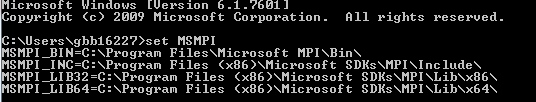 Microsoft Windows [Version 6.1.7601]
Copyright (c) 2009 Microsoft Corporation.  All rights reserved.
C:\Users\gbb16227>set MSMPI
MSMPI_BIN=C:\Program Files\Microsoft MPI\Bin\
MSMPI_INC=C:\Program Files (x86)\Microsoft SDKs\MPI\Include\
MSMPI_LIB32=C:\Program Files (x86)\Microsoft SDKs\MPI\Lib\x86\
MSMPI_LIB64=C:\Program Files (x86)\Microsoft SDKs\MPI\Lib\x64\